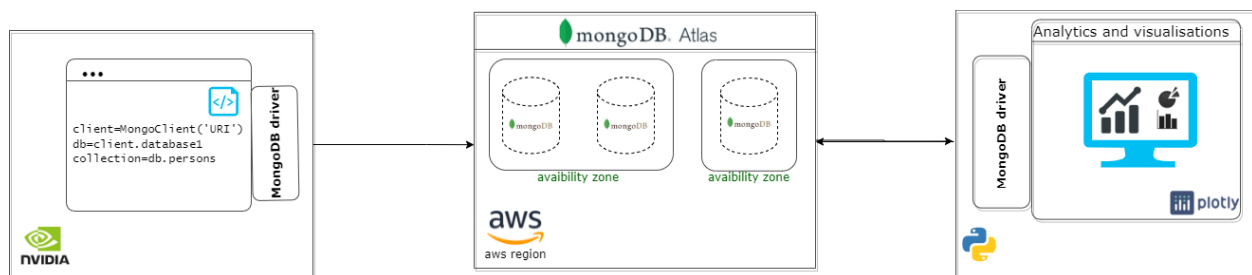 client=MongoClient('URI')
db=client.database1
collection=db.persons
MongoDB driver
NVIDIA
mongoDB. Atlas
mongoDB
mongoDB
mongoDB
avaibility zone
avaibility zone
aws
aws region
MongoDB driver
Analytics and visualisations
plotly